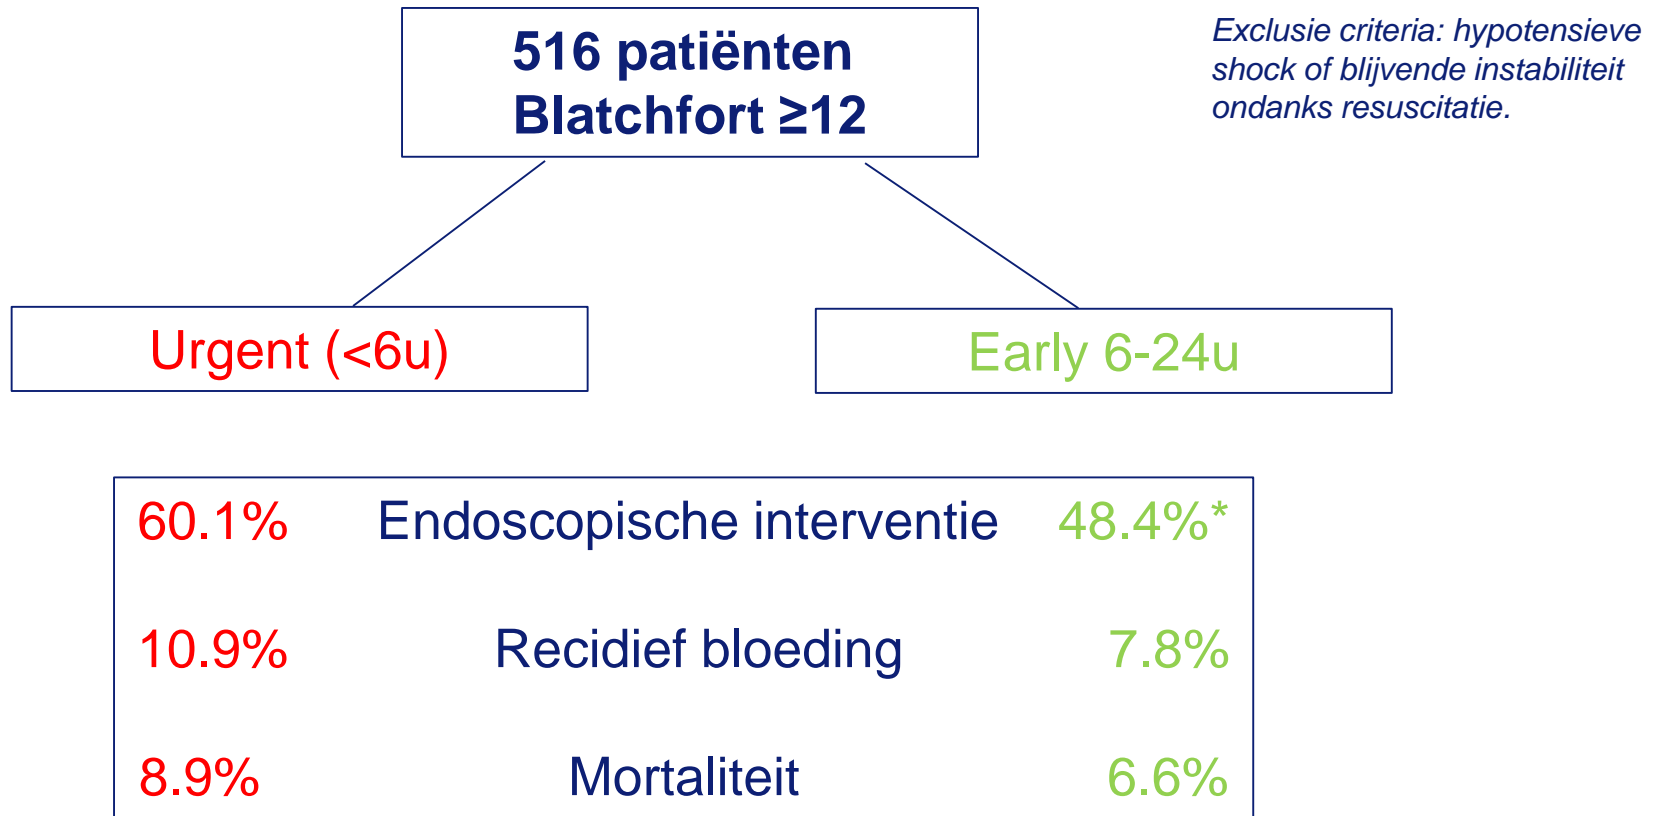 516 patiënten
Blatchfort ≥12
Exclusie criteria: hypotensieve
shock of blijvende instabiliteit
ondanks resuscitatie.
Urgent (<6u)
Early 6-24u
60.1% Endoscopische interventie 48.4%*
10.9% Recidief bloeding 7.8%
8.9% Mortaliteit 6.6%